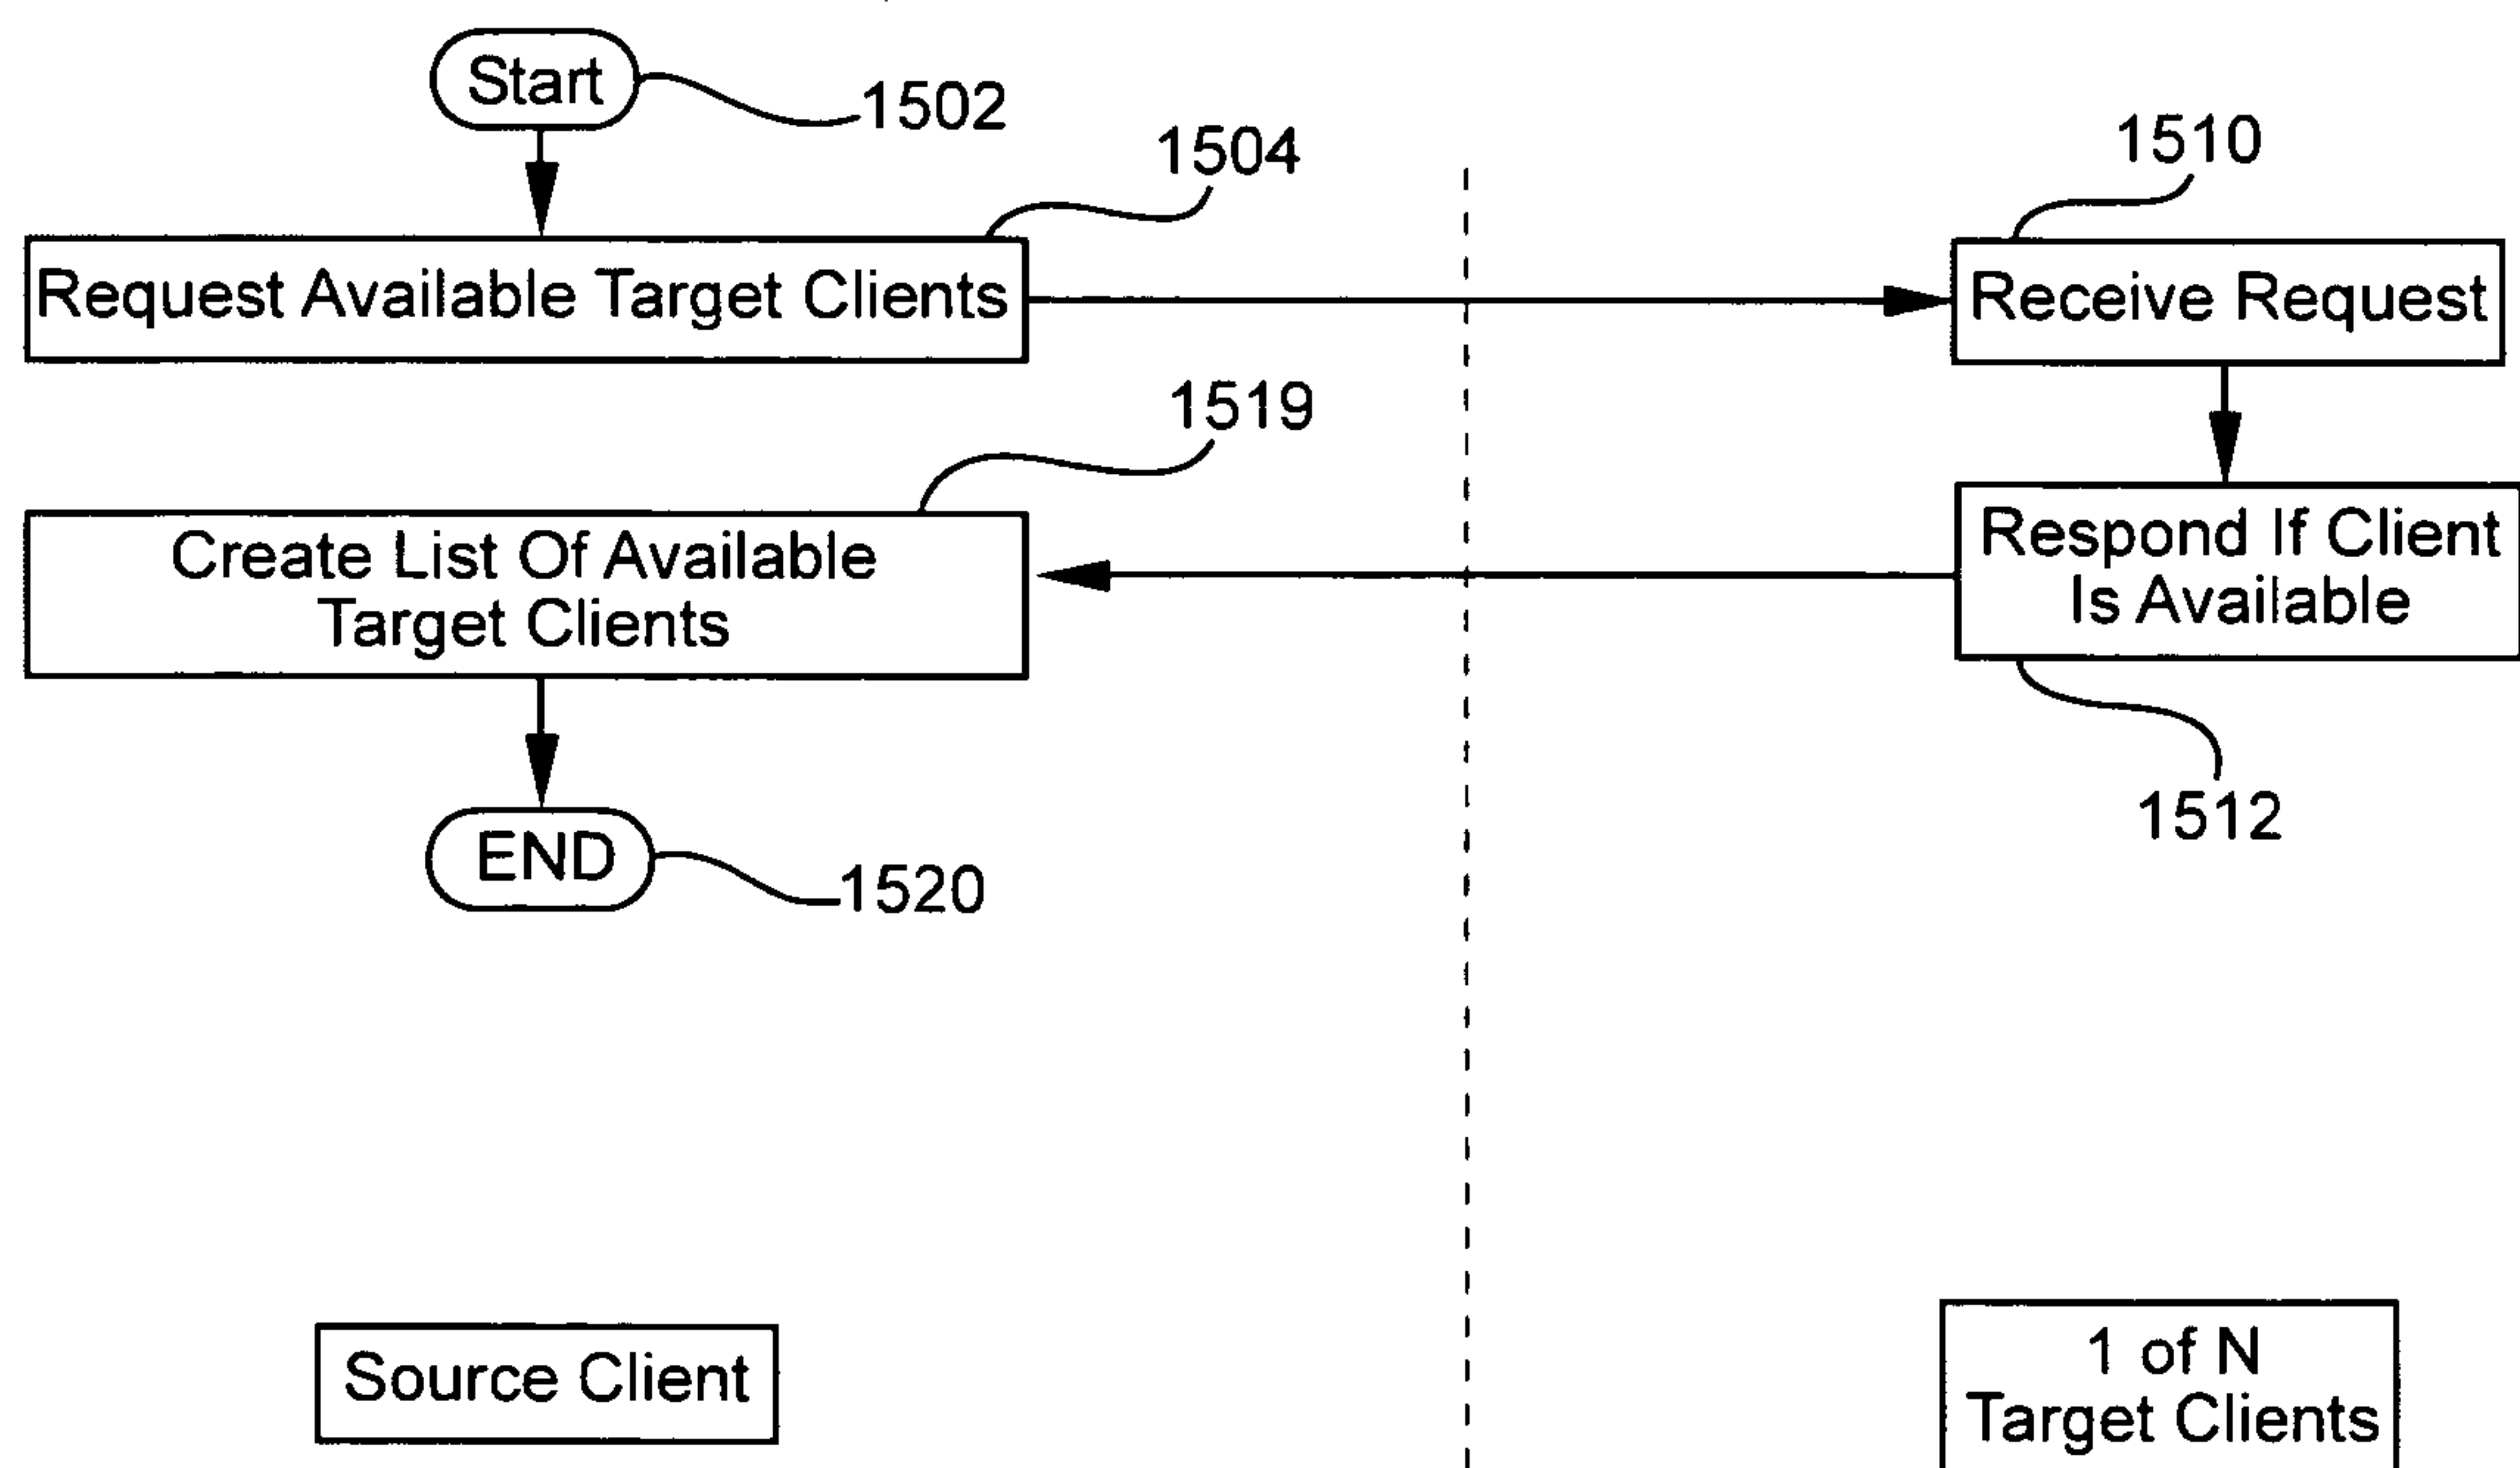 Start
1502
1504
1510
Request Available Target Clients
Receive Request
1519
Create List Of Available
Target Clients
Respond If Client
Is Available
1512
END
1520
Source Client
1 of N
Target Clients